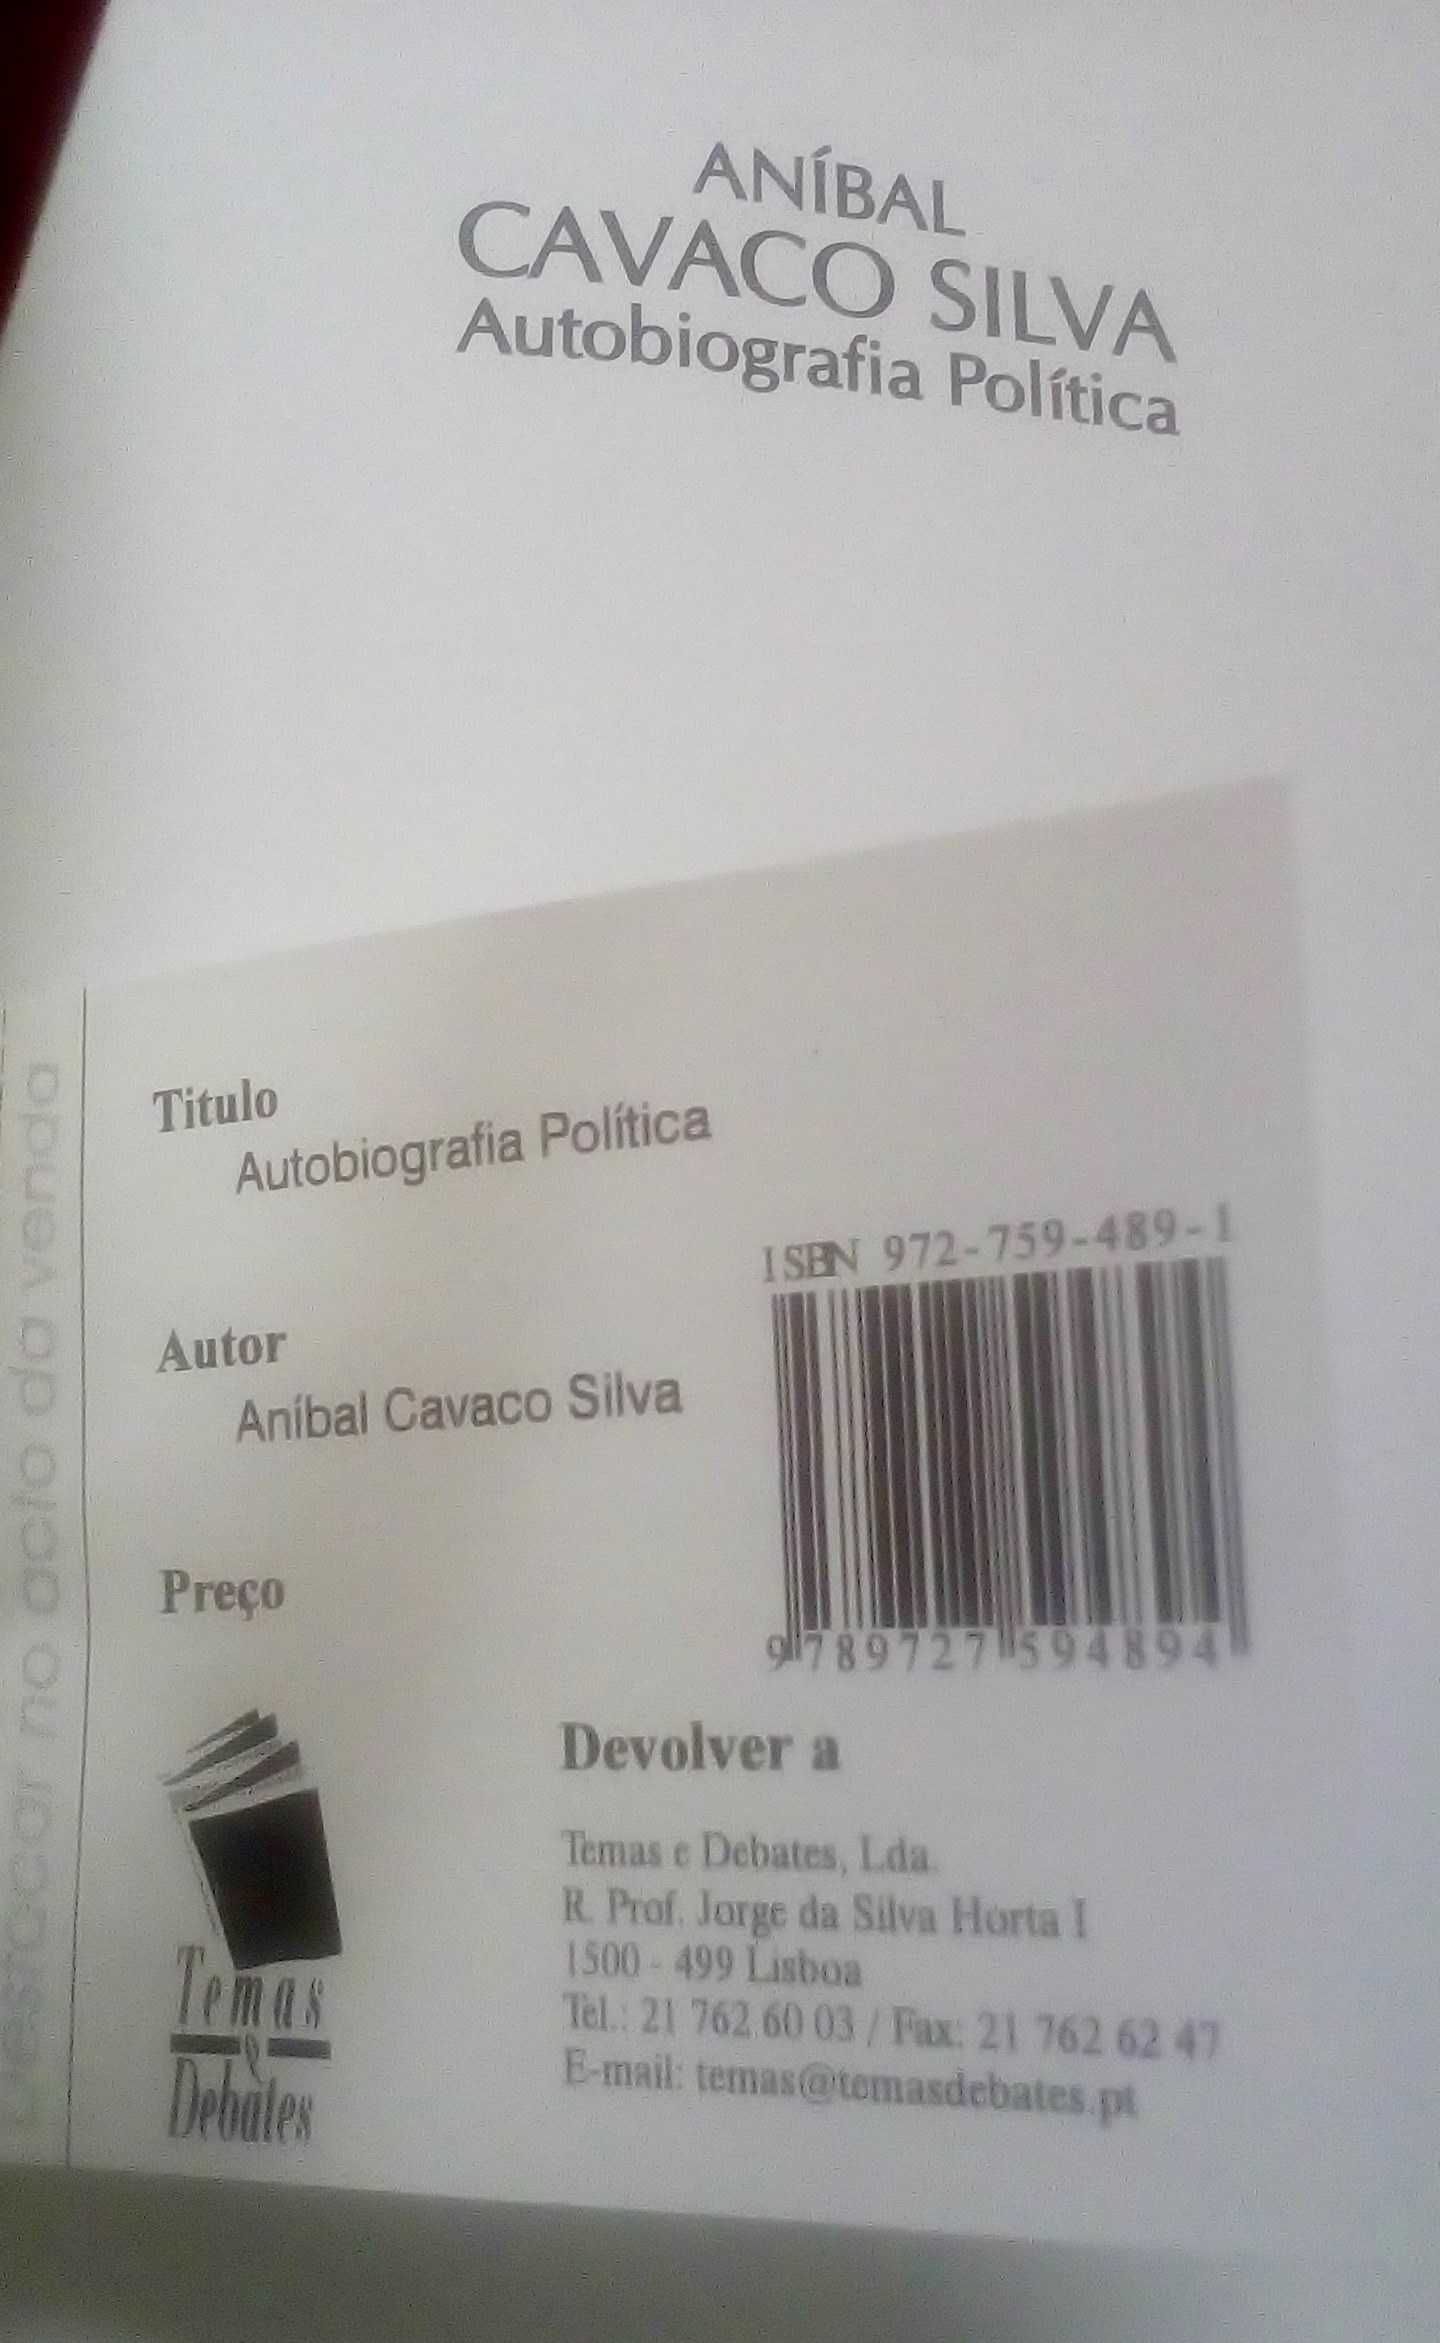 ANÍBAL
CAVACO SILVA
Autobiografia Política
Destacar no acto da venda
Titulo
Autobiografia Política
ISBN 972-759-489-1
Autor
Aníbal Cavaco Silva
9789727594894
Preço
Devolver a
Temas e Debates, Lda.
R. Prof. Jorge da Silva Horta 1
1500 - 499 Lisboa
Tel.: 21 762 60 03 / Fax: 21 762 62 47
E-mail: temas@temasdebates.pt
Temas
e
Debates